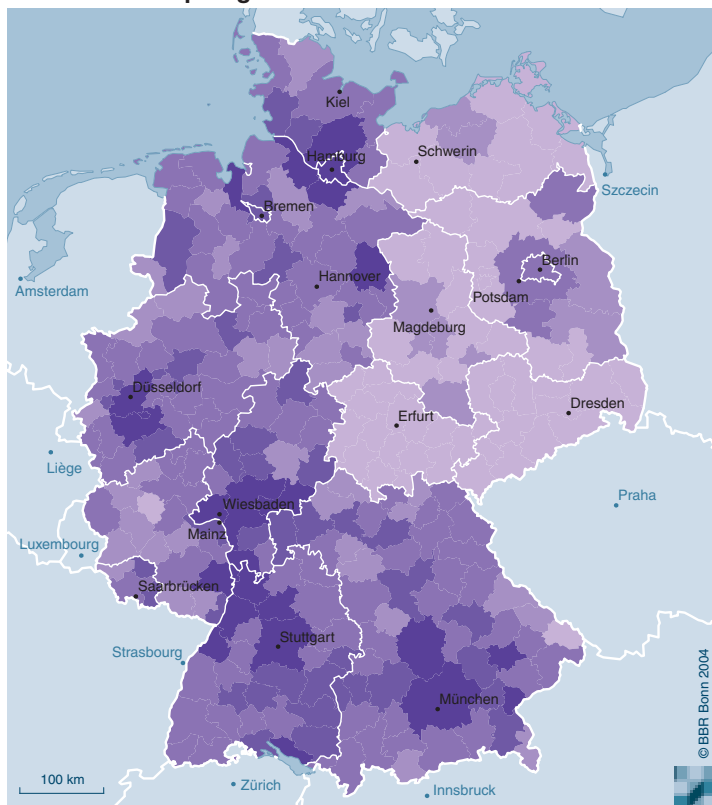 Kiel
Hamburg
Schwerin
Szczecin
Bremen
Berlin
Hannover
Amsterdam
Potsdam
Magdeburg
Düsseldorf
Dresden
Erfurt
Liège
Praha
Wiesbaden
Mainz
Luxembourg
Saarbrücken
Stuttgart
Strasbourg
München
© BBR Bonn 2004
100 km
Zürich
Innsbruck